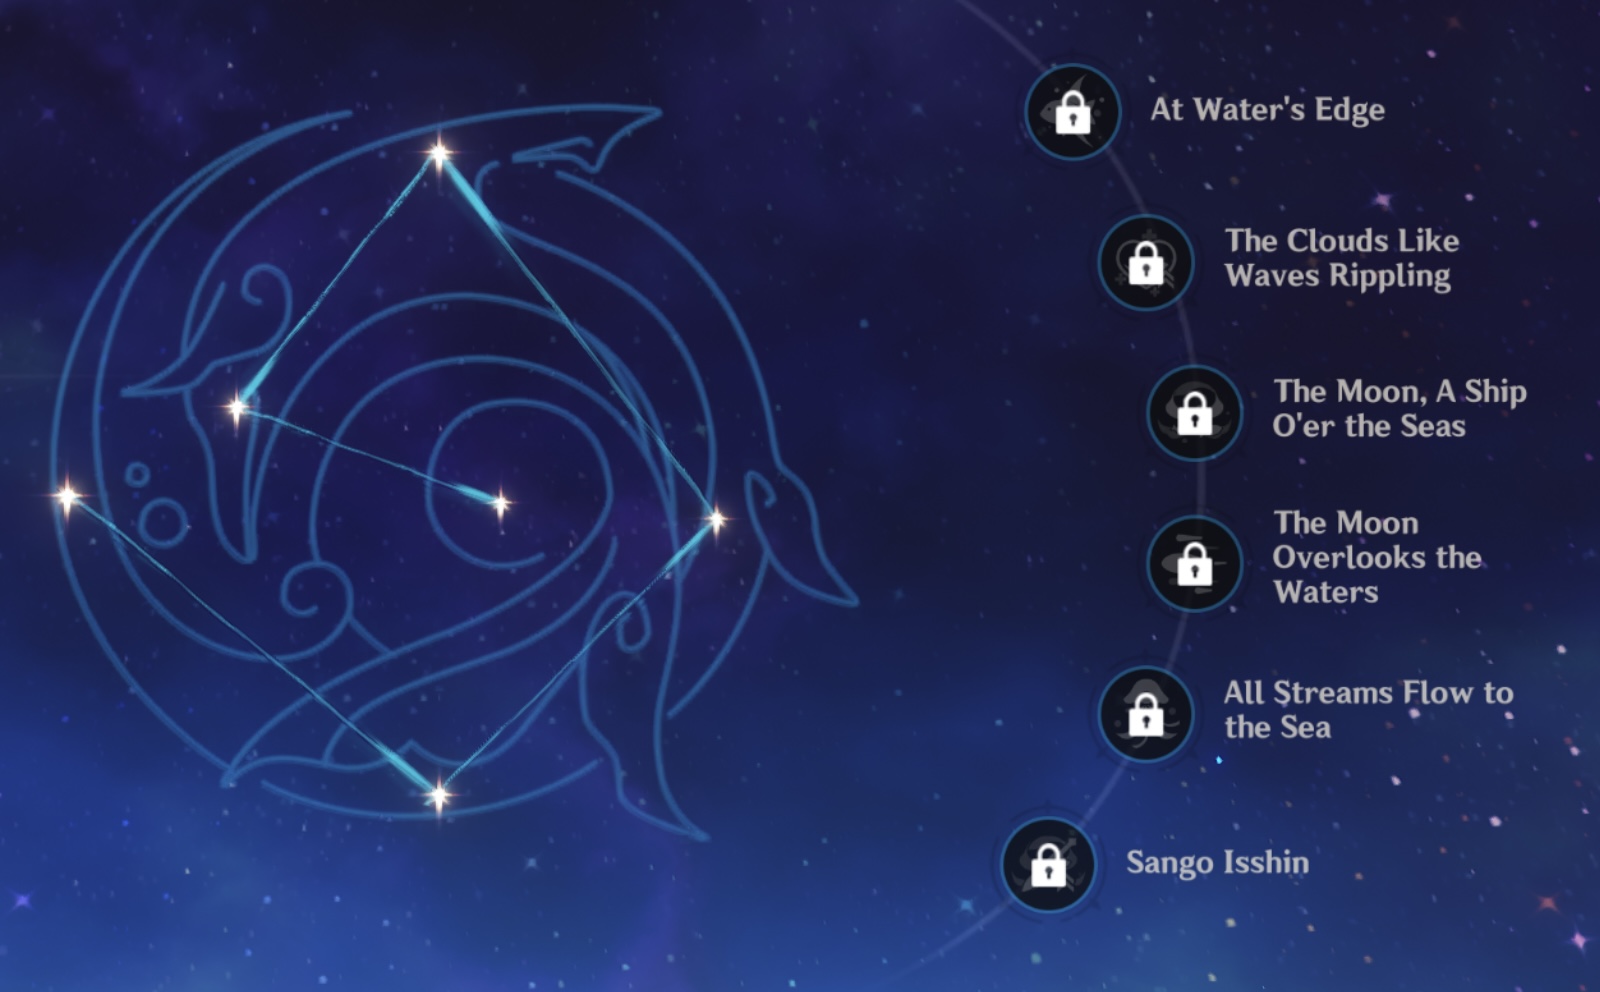 At Water's Edge
The Clouds Like
Waves Rippling
The Moon, A Ship
O'er the Seas
The Moon
Overlooks the
Waters
All Streams Flow to
the Sea
Sango Isshin